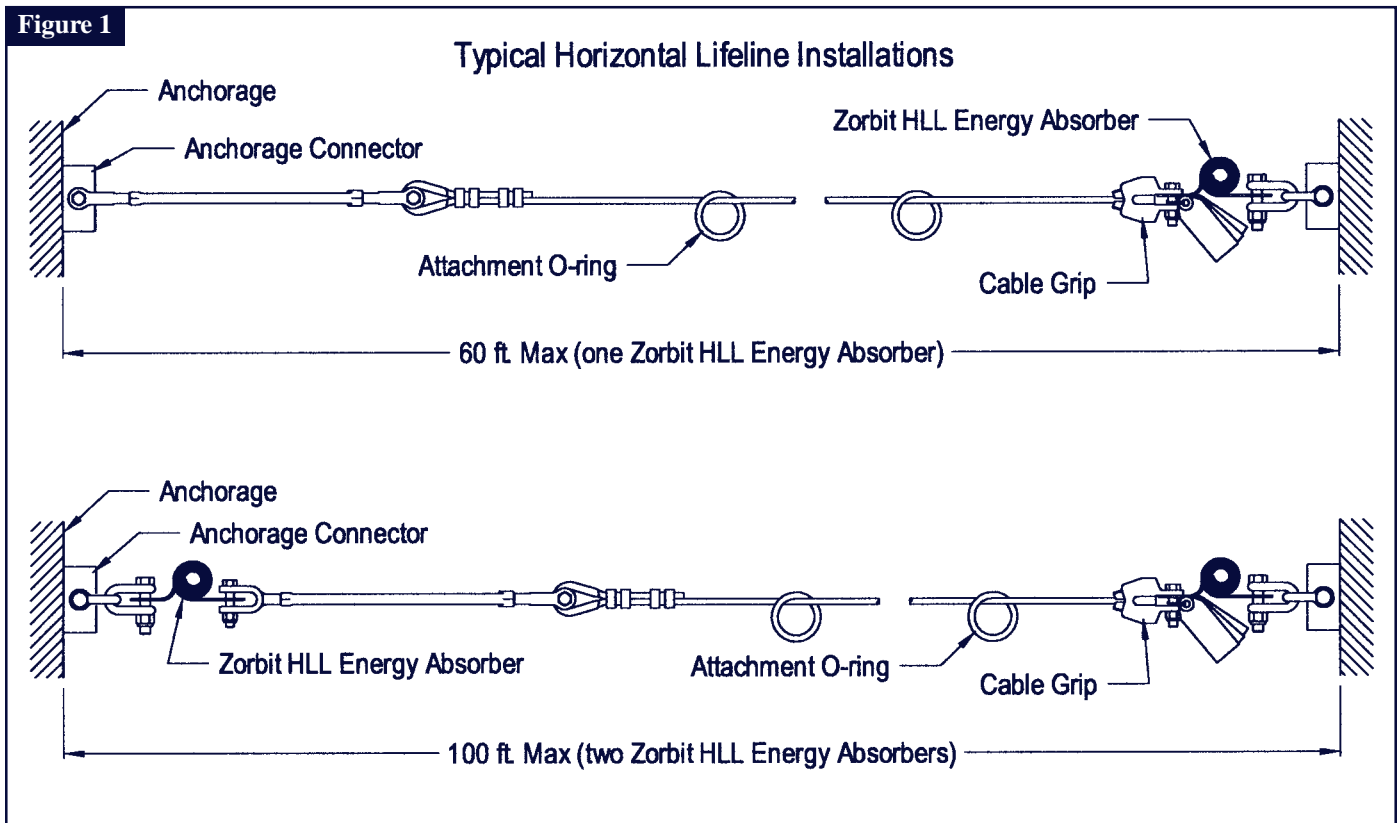 Figure 1
Typical Horizontal Lifeline Installations
Anchorage
Anchorage Connector
Zorbit HLL Energy Absorber
Attachment O-ring
Cable Grip
60 ft. Max (one Zorbit HLL Energy Absorber)
Anchorage
Anchorage Connector
Zorbit HLL Energy Absorber
Attachment O-ring
Cable Grip
100 ft. Max (two Zorbit HLL Energy Absorbers)